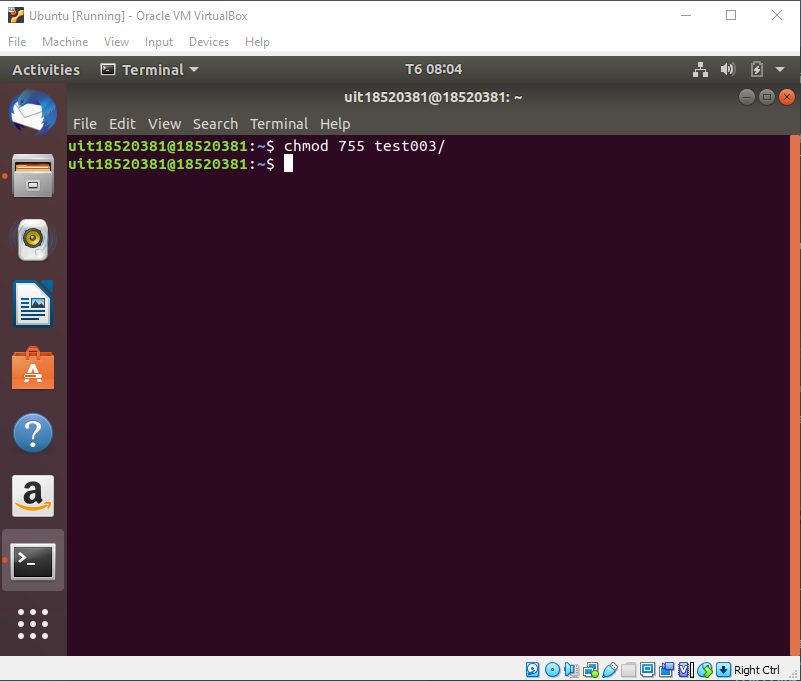 Ubuntu [Running] - Oracle VM VirtualBox
File Machine View Input Devices Help
Activities Terminal T6 08:04
uit18520381@18520381: ~
File Edit View Search Terminal Help
uit18520381@18520381:~$ chmod 755 test003/
uit18520381@18520381:~$
Right Ctrl